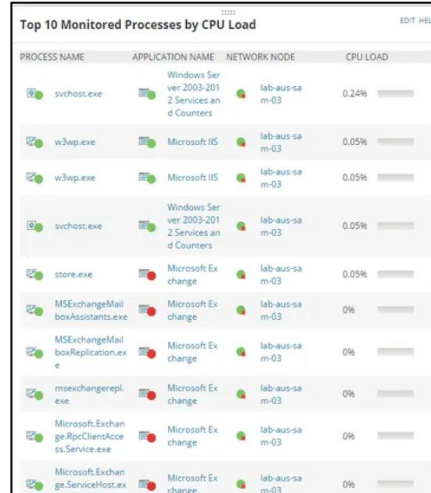 Top 10 Monitored Processes by CPU Load
EDIT HEL
PROCESS NAME APPLICATION NAME NETWORK NODE CPU LOAD
svchost.exe
Windows Ser
ver 2003-201
2 Services an
d Counters
lab-aus-sa
m-03
0.24%
w3wp.exe
Microsoft IIS
lab-aus-sa
m-03
0.05%
w3wp.exe
Microsoft IIS
lab-aus-sa
m-03
0.05%
svchost.exe
Windows Ser
ver 2003-201
2 Services an
d Counters
lab-aus-sa
m-03
0.05%
store.exe
Microsoft Ex
change
lab-aus-sa
m-03
0.05%
MSExchangeMail
boxAssistants.exe
Microsoft Ex
change
lab-aus-sa
m-03
0%
MSExchangeMail
boxReplication.ex
e
Microsoft Ex
change
lab-aus-sa
m-03
0%
msexchangerepl.
exe
Microsoft Ex
change
lab-aus-sa
m-03
0%
Microsoft.Exchan
ge.RpcClientAcce
ss.Service.exe
Microsoft Ex
change
lab-aus-sa
m-03
0%
Microsoft.Exchan
ge.ServiceHost.ex
Microsoft Ex
change
lab-aus-sa
m-03
0%